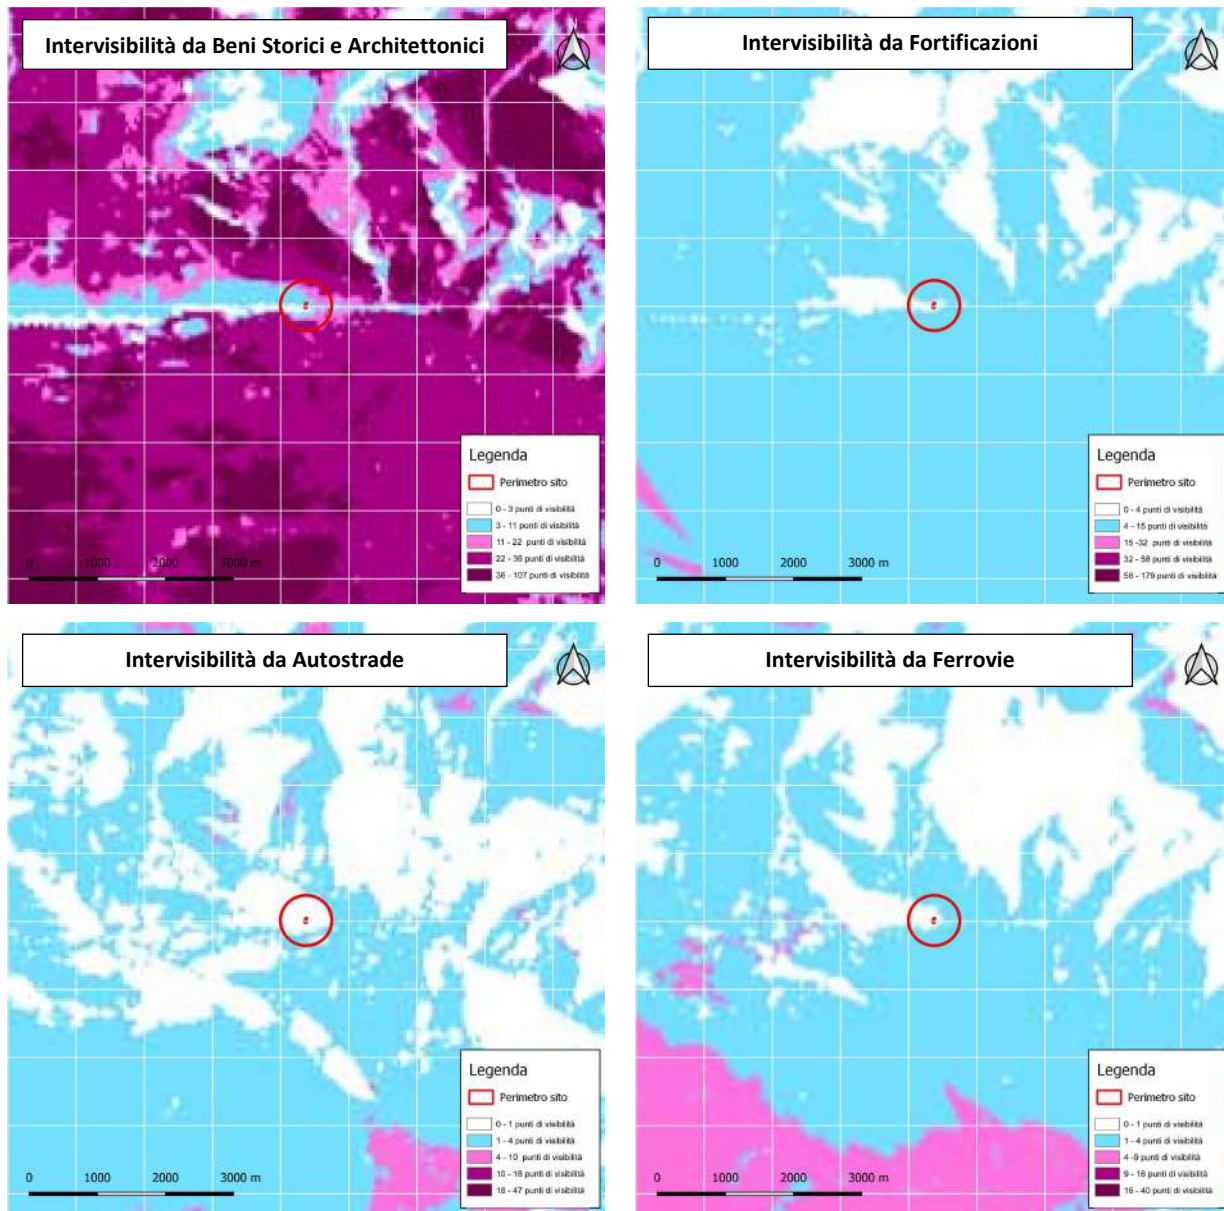 Intervisibilità da Beni Storici e Architettonici
Legenda
Perimetro sito
0 - 3 punti di visibilità
3 - 11 punti di visibilità
11 - 22 punti di visibilità
22 - 36 punti di visibilità
36 - 107 punti di visibilità
0 1000 2000 3000 m
Intervisibilità da Fortificazioni
Legenda
Perimetro sito
0 - 4 punti di visibilità
4 - 15 punti di visibilità
15 -32 punti di visibilità
32 - 58 punti di visibilità
58 - 179 punti di visibilità
0 1000 2000 3000 m
Intervisibilità da Autostrade
Legenda
Perimetro sito
0 - 1 punti di visibilità
1 - 4 punti di visibilità
4 - 10 punti di visibilità
10 - 18 punti di visibilità
18 - 47 punti di visibilità
0 1000 2000 3000 m
Intervisibilità da Ferrovie
Legenda
Perimetro sito
0 - 1 punti di visibilità
1 - 4 punti di visibilità
4 -9 punti di visibilità
9 - 16 punti di visibilità
16 - 40 punti di visibilità
0 1000 2000 3000 m